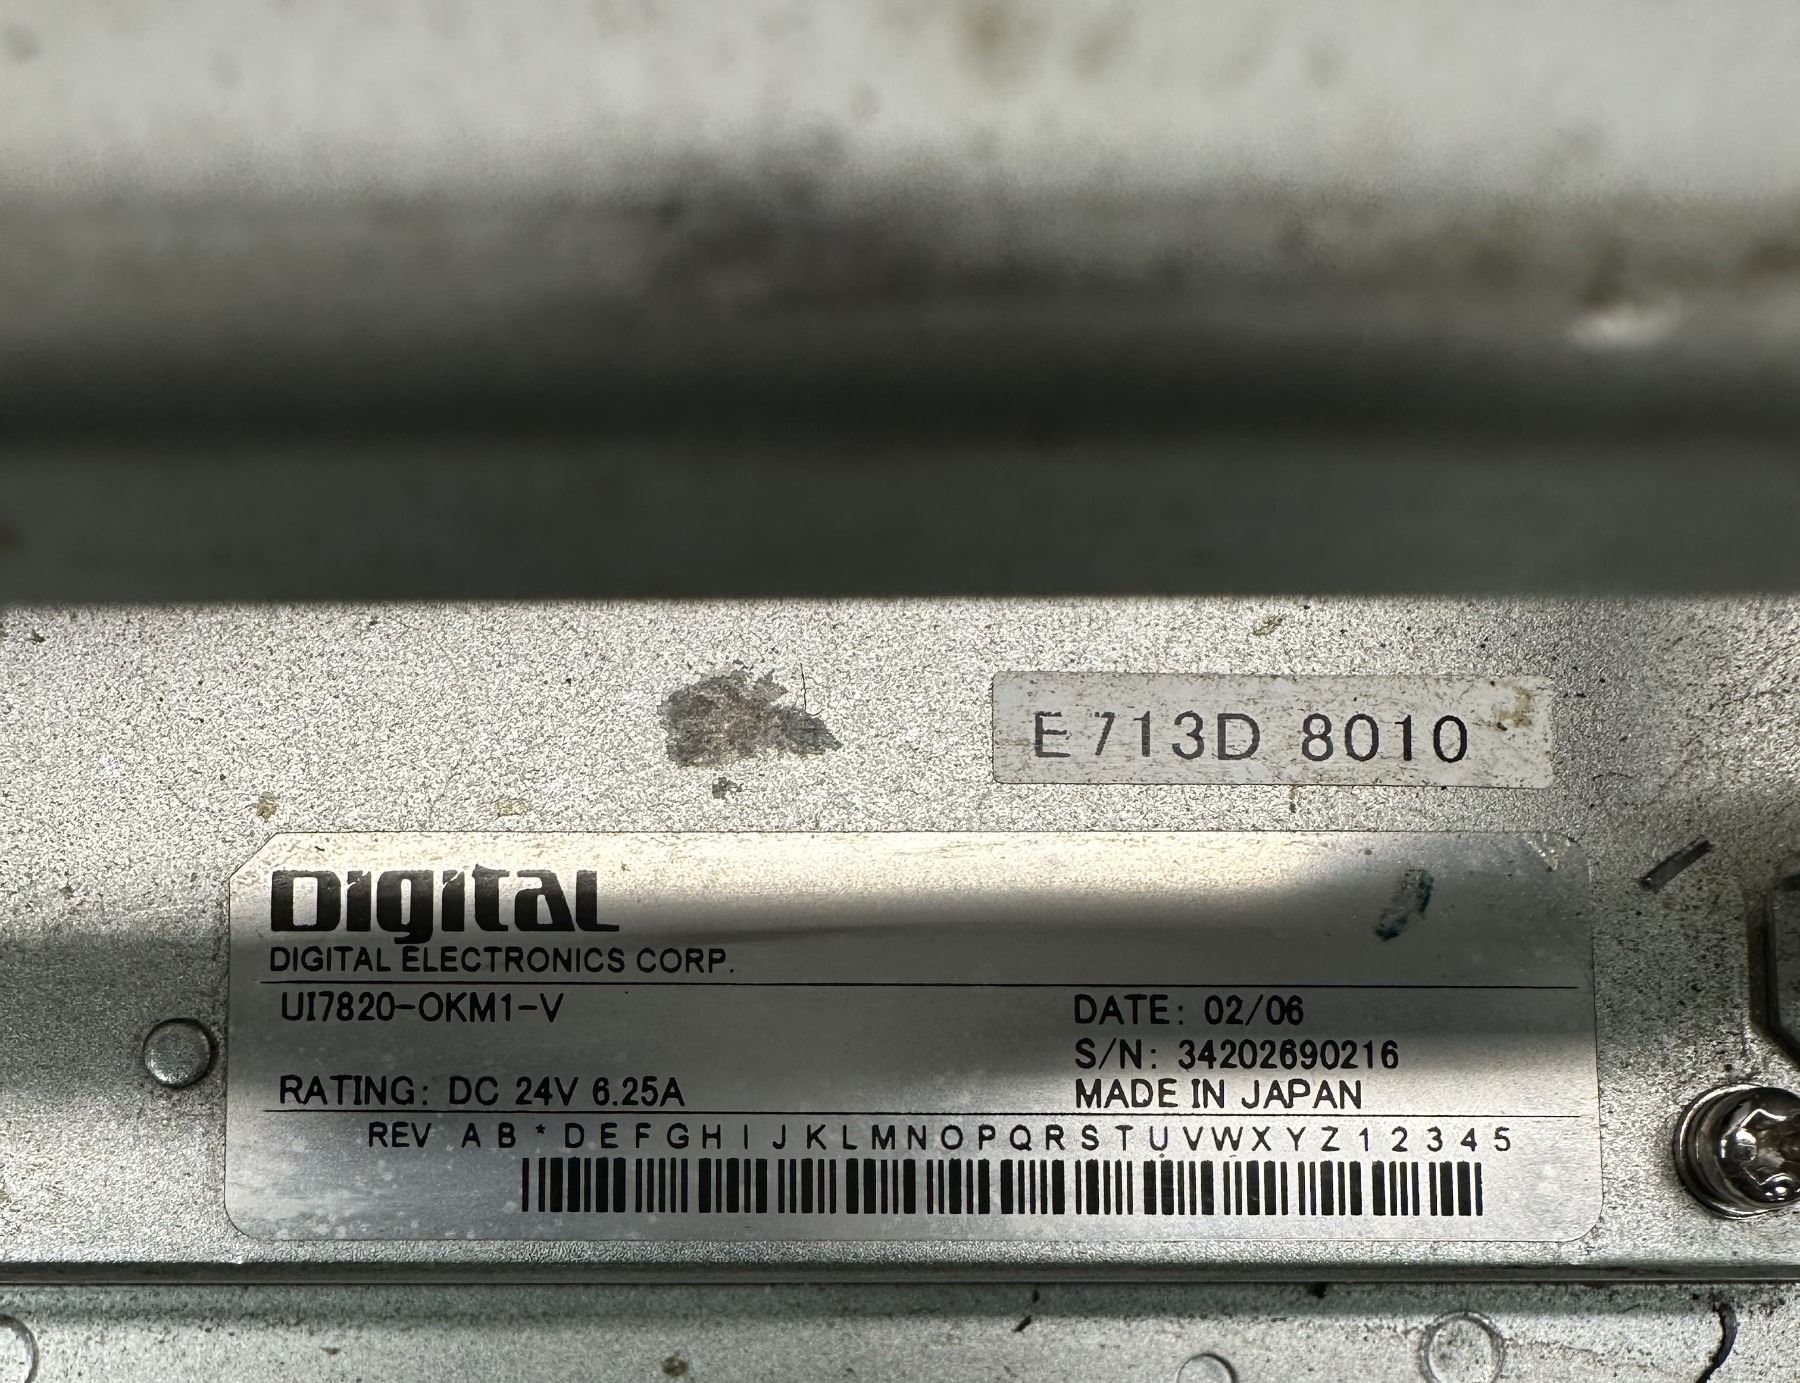 E713D 8010
Digital
DIGITAL ELECTRONICS CORP.
UI7820-OKM1-V
DATE: 02/06
S/N: 34202690216
RATING: DC 24V 6.25A
MADE IN JAPAN
REV A B * D E F G H I J K L M N O P Q R S T U V W X Y Z 1 2 3 4 5